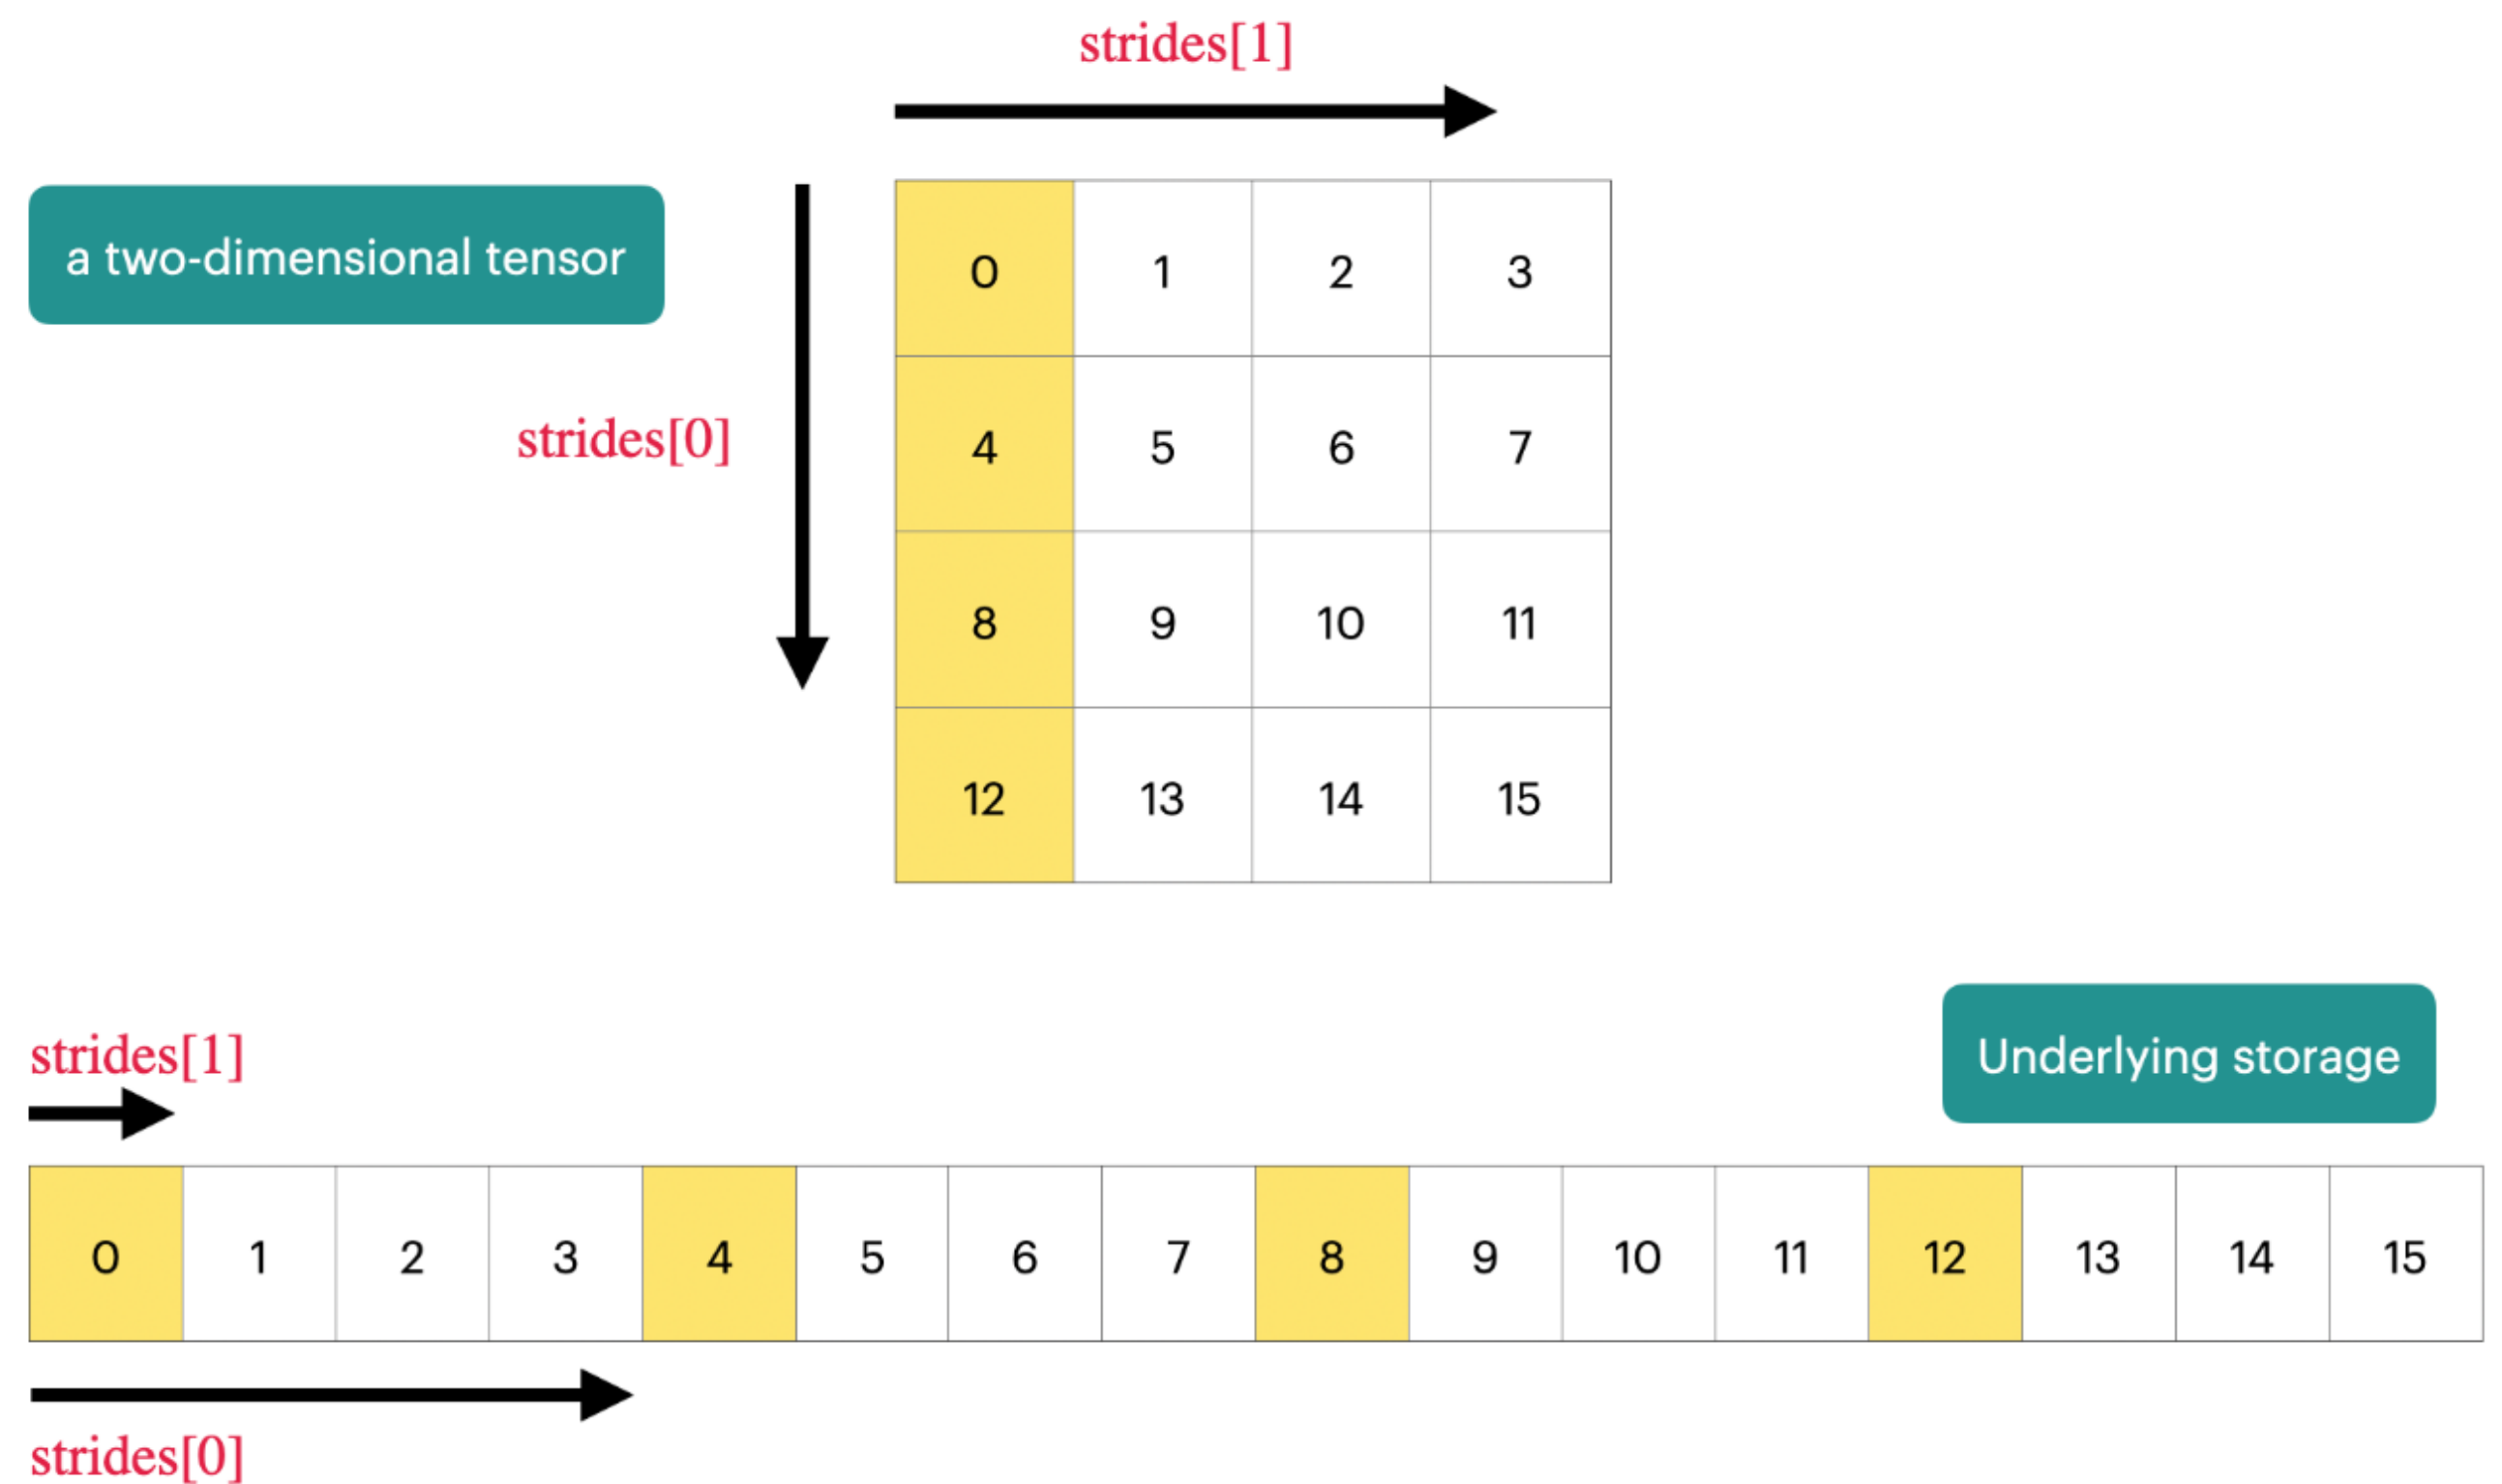 strides[1]
a two-dimensional tensor
0 1 2 3
strides[0]
4 5 6 7
8 9 10 11
12 13 14 15
strides[1]
Underlying storage
0 1 2 3 4 5 6 7 8 9 10 11 12 13 14 15
strides[0]